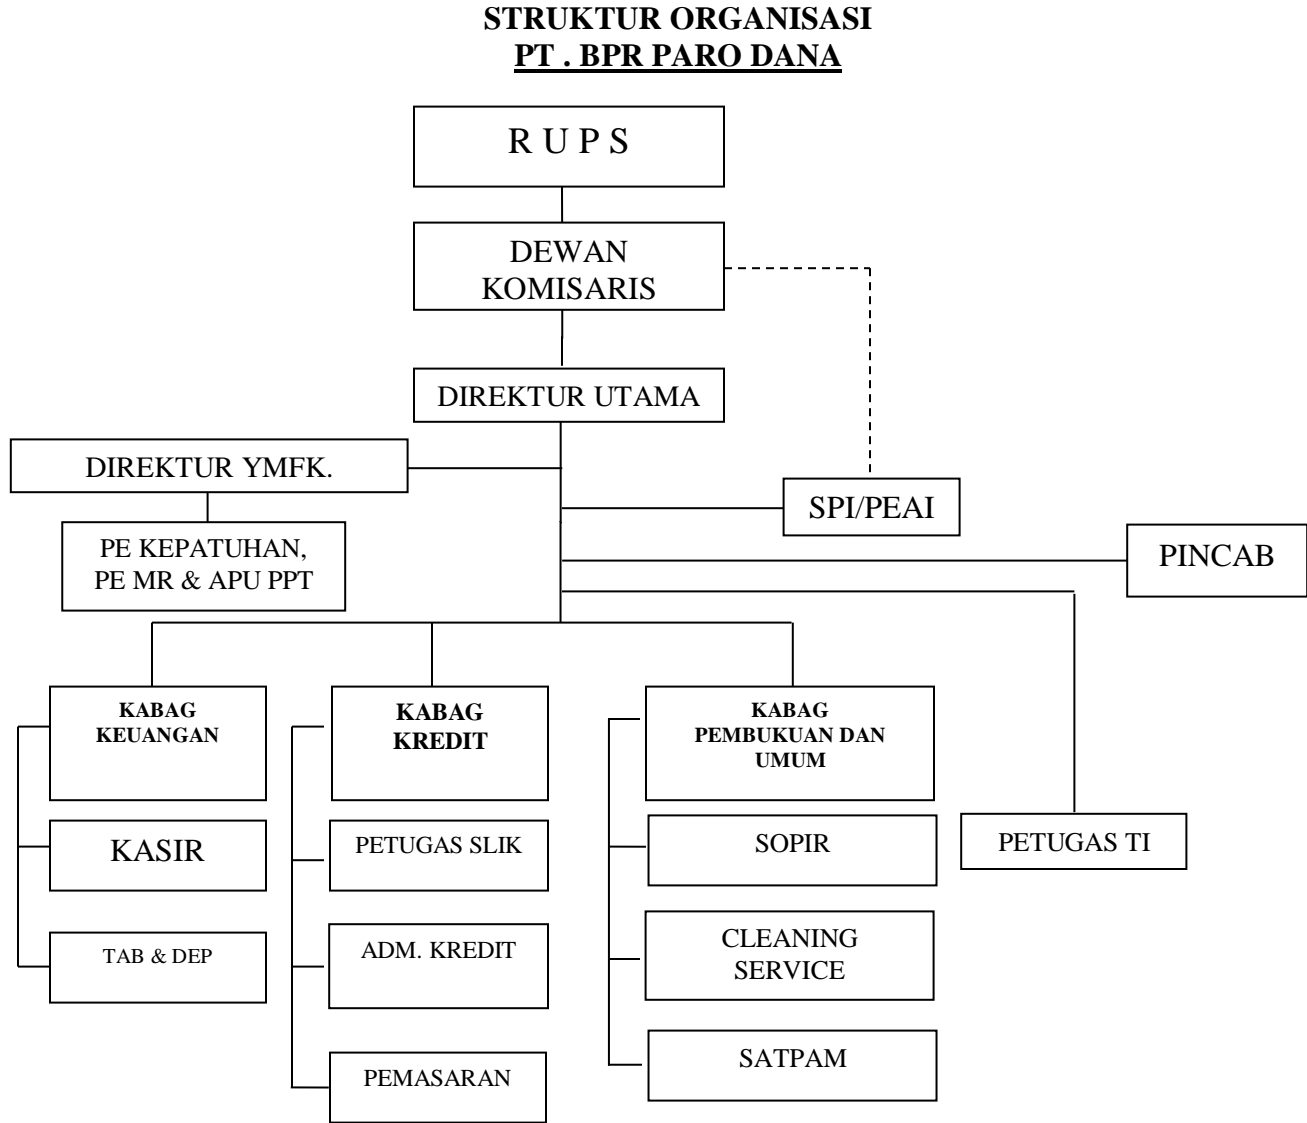 STRUKTUR ORGANISASI
PT . BPR PARO DANA
R U P S
DEWAN
KOMISARIS
DIREKTUR UTAMA
DIREKTUR YMFK.
SPI/PEAI
PE KEPATUHAN,
PE MR & APU PPT
PINCAB
KABAG
KEUANGAN
KABAG
KREDIT
KABAG
PEMBUKUAN DAN
UMUM
KASIR
PETUGAS SLIK
SOPIR
PETUGAS TI
TAB & DEP
ADM. KREDIT
CLEANING
SERVICE
PEMASARAN
SATPAM